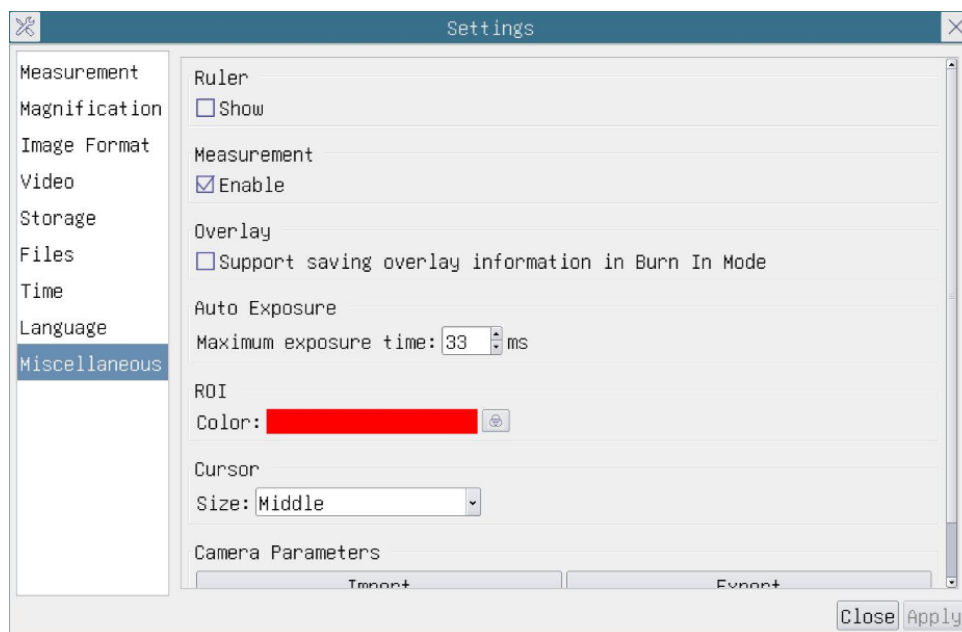 Settings
Measurement
Magnification
Image Format
Video
Storage
Files
Time
Language
Miscellaneous
Ruler
Show
Measurement
Enable
Overlay
Support saving overlay information in Burn In Mode
Auto Exposure
Maximum exposure time: 33 ms
ROI
Color:
Cursor
Size: Middle
Camera Parameters
Import Export
Close Apply